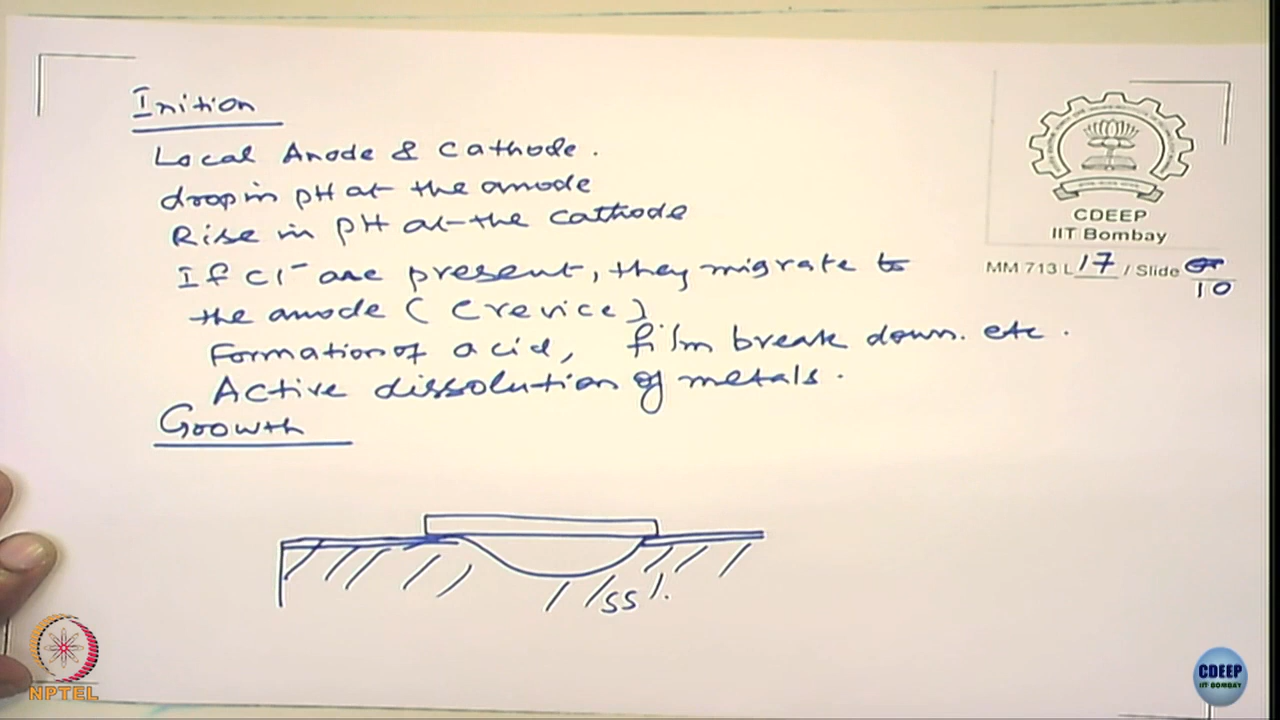 Inition
Local Anode & Cathode.
drop in pH at the anode
Rise in pH at the cathode
If Cl⁻ are present, they migrate to
the anode (Crevice)
Formation of acid, film break down. etc.
Active dissolution of metals.
Growth
SS
CDEEP
IIT Bombay
MM 713 L 17 / Slide 10
NPTEL
CDEEP
IIT BOMBAY